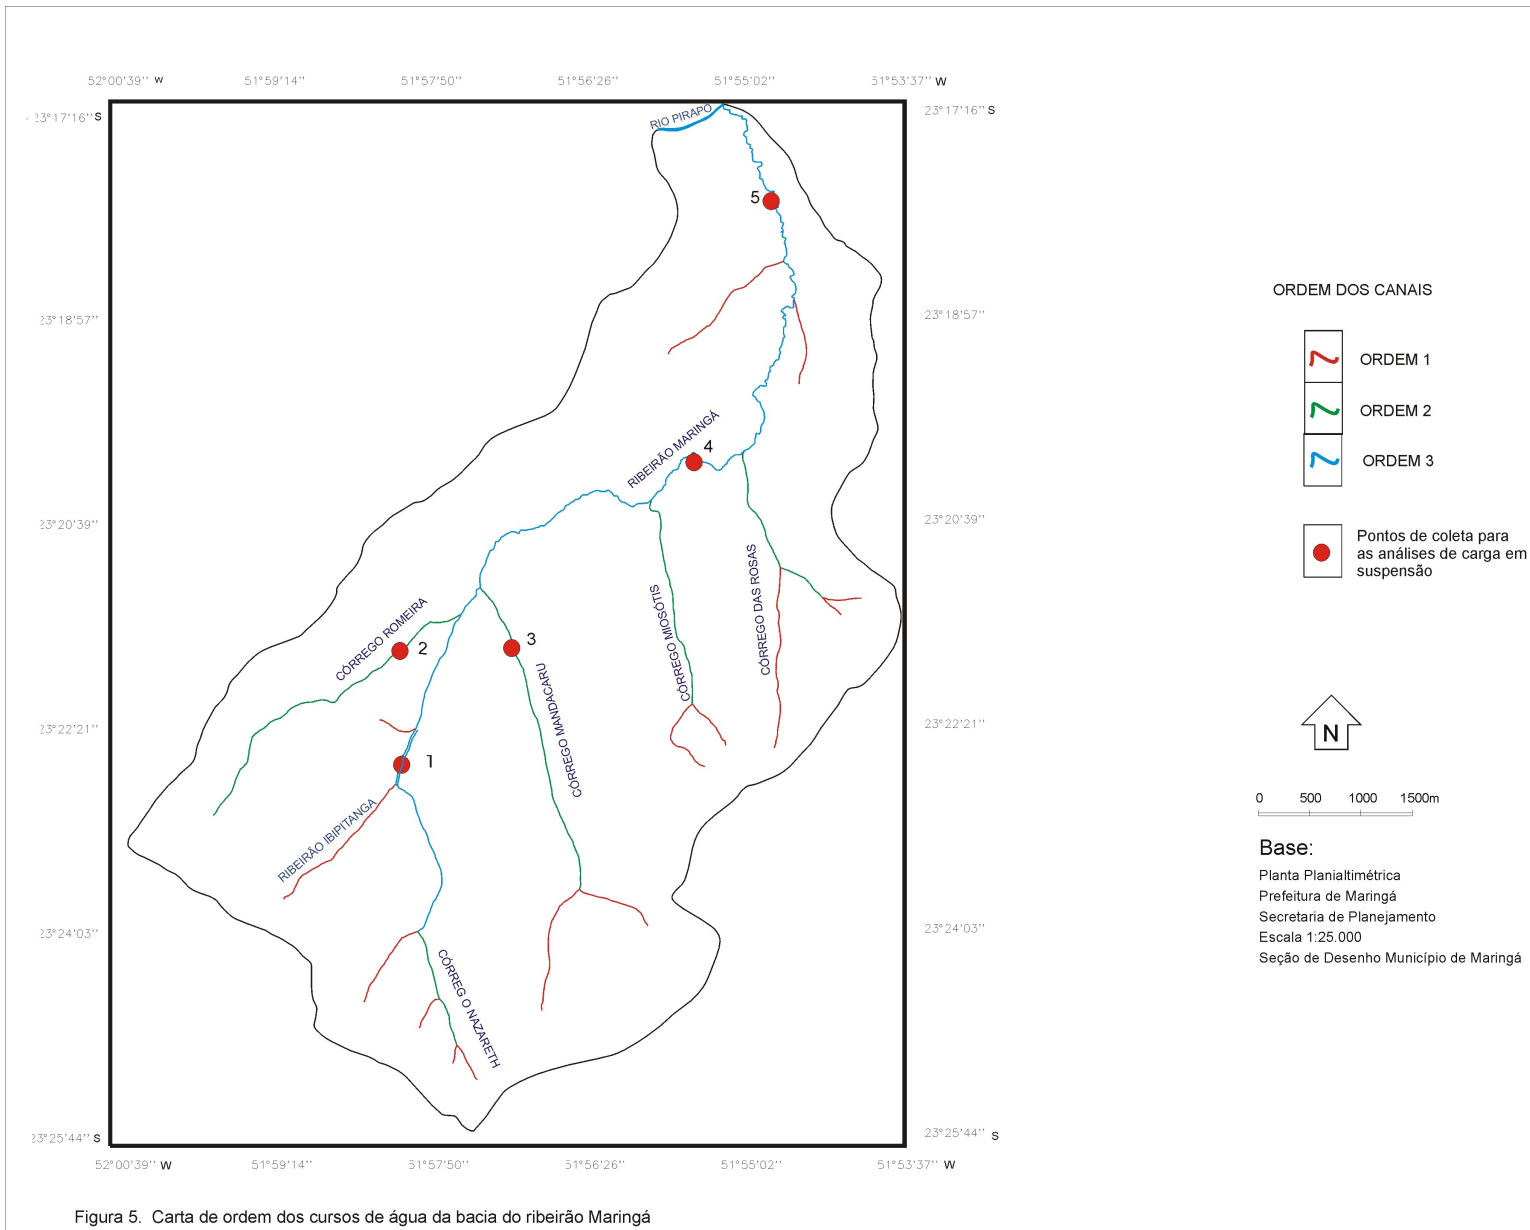 52°00'39'' W
51°59'14''
51°57'50''
51°56'26''
51°55'02''
51°53'37'' W
23°17'16'' S
23°17'16'' S
RIO PIRAPÓ
5
ORDEM DOS CANAIS
23°18'57''
23°18'57''
ORDEM 1
ORDEM 2
ORDEM 3
RIBEIRÃO MARINGÁ
4
23°20'39''
23°20'39''
Pontos de coleta para
as análises de carga em
suspensão
CÓRREGO ROMEIRA
2
3
CÓRREGO MANDACARU
CÓRREGO MIOSÓTIS
CÓRREGO DAS ROSAS
23°22'21''
23°22'21''
N
1
RIBEIRÃO IBIPITANGA
0 500 1000 1500m
Base:
Planta Planialtimétrica
Prefeitura de Maringá
Secretaria de Planejamento
Escala 1:25.000
Seção de Desenho Município de Maringá
23°24'03''
23°24'03''
CÓRREG O NAZARETH
23°25'44'' S
23°25'44'' S
52°00'39'' W
51°59'14''
51°57'50''
51°56'26''
51°55'02''
51°53'37'' W
Figura 5. Carta de ordem dos cursos de água da bacia do ribeirão Maringá